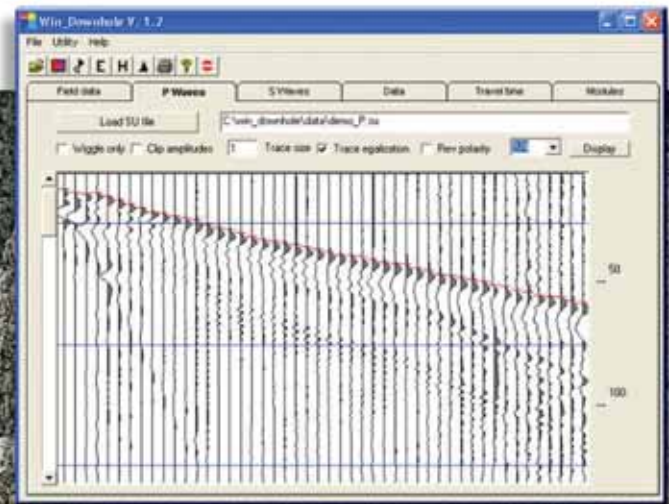 Win_Downhole V. 1.2
File Utility Help
E H
Field data P Waves S Waves Data Travel time Modules
Load SU file C:\win_downhole\data\demo_P.su
Wiggle only Clip amplitudes 1 Trace size Trace egalization Rev polarity Display
50
100